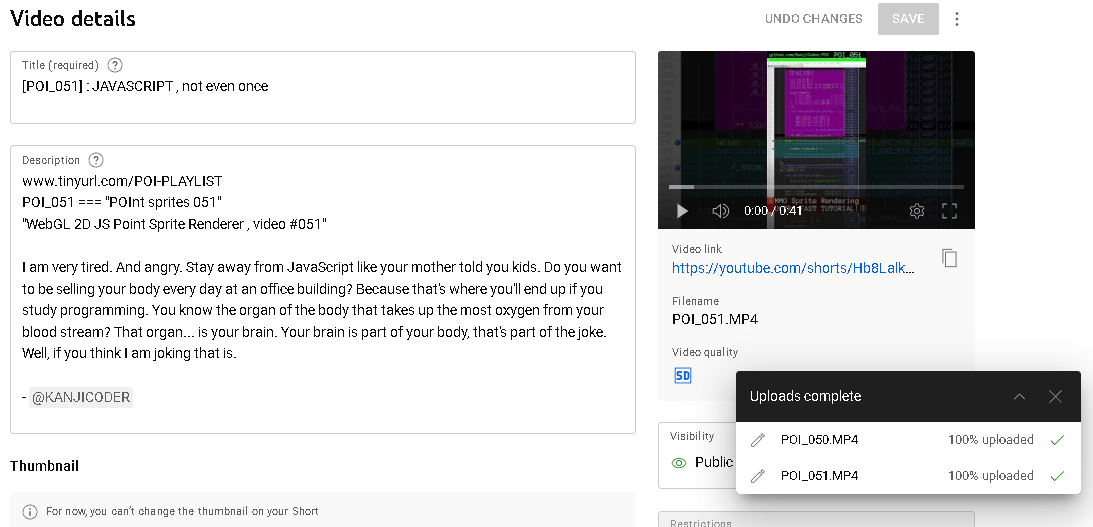 Video details
UNDO CHANGES
SAVE
Title (required)
[POI_051] : JAVASCRIPT , not even once
Description
www.tinyurl.com/POI-PLAYLIST
POI_051 === "POInt sprites 051"
"WebGL 2D JS Point Sprite Renderer , video #051"
I am very tired. And angry. Stay away from JavaScript like your mother told you kids. Do you want
to be selling your body every day at an office building? Because that's where you'll end up if you
study programming. You know the organ of the body that takes up the most oxygen from your
blood stream? That organ... is your brain. Your brain is part of your body, that's part of the joke.
Well, if you think I am joking that is.
- @KANJICODER
Thumbnail
For now, you can't change the thumbnail on your Short
POI_051
MMO Sprite Rendering
FAST TUTORIAL
0:00 / 0:41
Video link
https://youtube.com/shorts/Hb8Lalk...
Filename
POI_051.MP4
Video quality
SD
Visibility
Public
Restrictions
Uploads complete
POI_050.MP4 100% uploaded
POI_051.MP4 100% uploaded